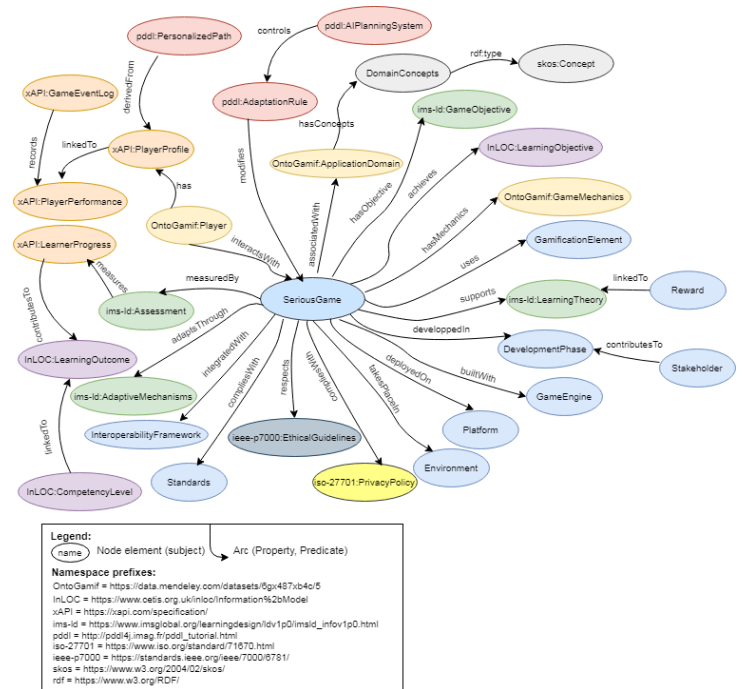 pddl:PersonalizedPath
controls
pddl:AIPlanningSystem
rdf:type
DomainConcepts
skos:Concept
xAPI:GameEventLog
derivedFrom
pddl:AdaptationRule
ims-ld:GameObjective
hasConcepts
linkedTo
xAPI:PlayerProfile
InLOC:LearningObjective
OntoGamif:ApplicationDomain
records
modifies
has
achieves
hasObjective
xAPI:PlayerPerformance
OntoGamif:Player
OntoGamif:GameMechanics
associatedWith
hasMechanics
xAPI:LearnerProgress
interactsWith
GamificationElement
uses
measures
measuredBy
SeriousGame
supports
linkedTo
ims-ld:LearningTheory
Reward
ims-ld:Assessment
contributesTo
adaptsThrough
integratedWith
compliesWith
respects
compliesWith
takesPlaceIn
deployedOn
developpedIn
DevelopmentPhase
contributesTo
Stakeholder
InLOC:LearningOutcome
builtWith
ims-ld:AdaptiveMechanisms
GameEngine
linkedTo
InteroperabilityFramework
ieee-p7000:EthicalGuidelines
Platform
Environment
Standards
iso-27701:PrivacyPolicy
InLOC:CompetencyLevel
Legend:
name Node element (subject) Arc (Property, Predicate)
Namespace prefixes:
OntoGamif = https://data.mendeley.com/datasets/6gx487xb4c/5
InLOC = https://www.cetis.org.uk/inloc/Information%2bModel
xAPI = https://xapi.com/specification/
ims-ld = https://www.imsglobal.org/learningdesign/ldv1p0/imsld_infov1p0.html
pddl = http://pddl4j.imag.fr/pddl_tutorial.html
iso-27701 = https://www.iso.org/standard/71670.html
ieee-p7000 = https://standards.ieee.org/ieee/7000/6781/
skos = https://www.w3.org/2004/02/skos/
rdf = https://www.w3.org/RDF/